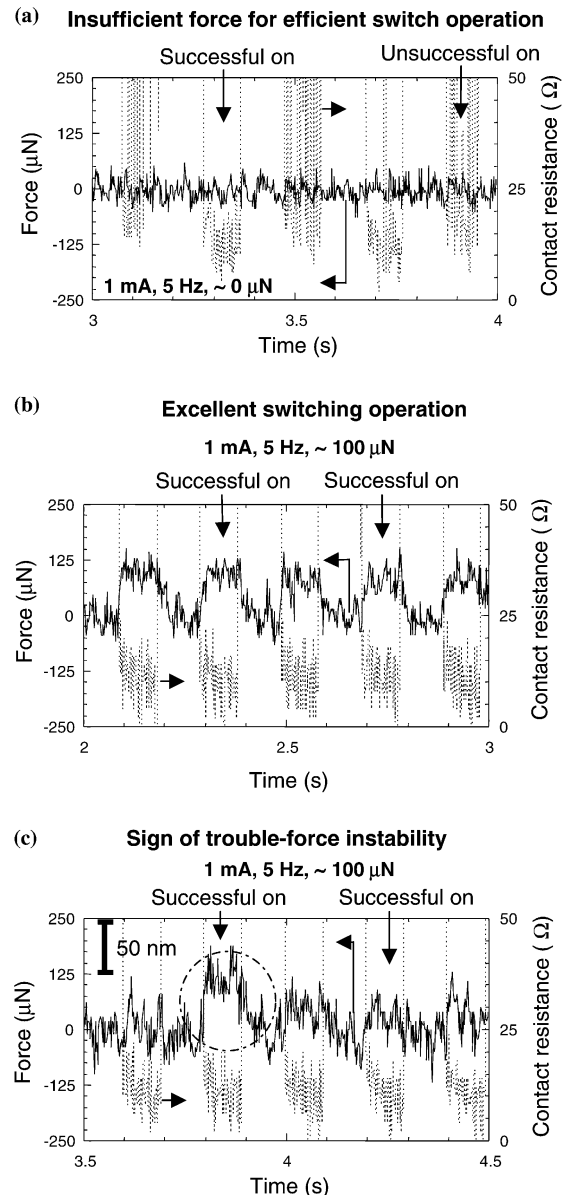 (a) Insufficient force for efficient switch operation
Successful on Unsuccessful on
250 50
125
0 25
-125
-250 0
Force (μN)
Contact resistance ( Ω)
1 mA, 5 Hz, ~ 0 μN
3 3.5 4
Time (s)
(b) Excellent switching operation
1 mA, 5 Hz, ~ 100 μN
Successful on Successful on
250 50
125
0 25
-125
-250 0
Force (μN)
Contact resistance ( Ω)
2 2.5 3
Time (s)
(c) Sign of trouble-force instability
1 mA, 5 Hz, ~ 100 μN
Successful on Successful on
250 50
50 nm
125
0 25
-125
-250 0
Force (μN)
Contact resistance ( Ω)
3.5 4 4.5
Time (s)